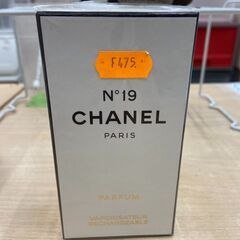 F475
N°19
CHANEL
PARIS
PARFUM
VAPORISATEUR
RECHARGEABLE